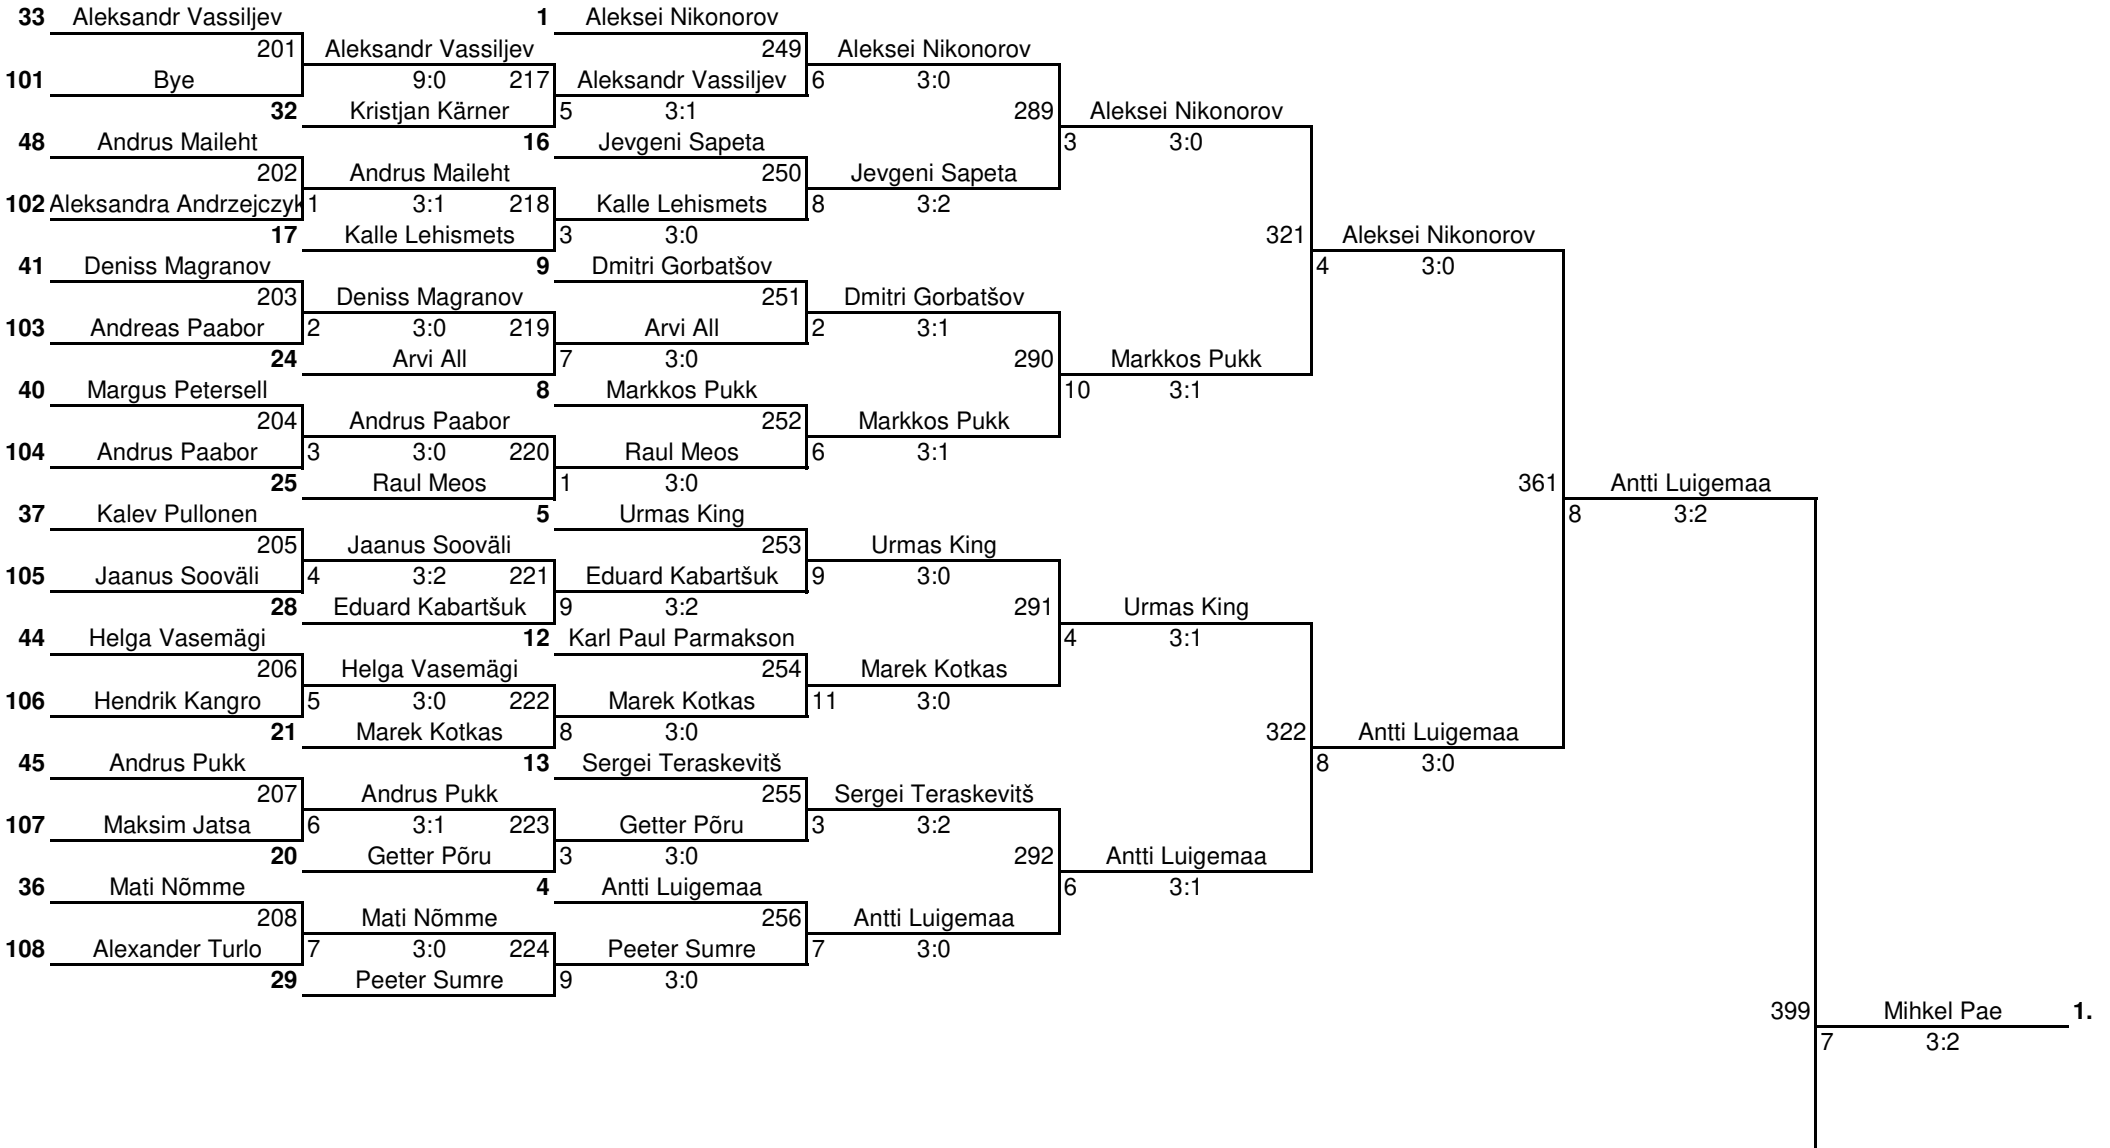 33 Aleksandr Vassiljev 1 Aleksei Nikonorov
201 Aleksandr Vassiljev 249 Aleksei Nikonorov
101 Bye 9:0 217 Aleksandr Vassiljev 6 3:0
32 Kristjan Kärner 5 3:1 289 Aleksei Nikonorov
48 Andrus Maileht 16 Jevgeni Sapeta 3 3:0
202 Andrus Maileht 250 Jevgeni Sapeta
102 Aleksandra Andrzejczyk 1 3:1 218 Kalle Lehismets 8 3:2
17 Kalle Lehismets 3 3:0 321 Aleksei Nikonorov
41 Deniss Magranov 9 Dmitri Gorbatšov 4 3:0
203 Deniss Magranov 251 Dmitri Gorbatšov
103 Andreas Paabor 2 3:0 219 Arvi All 2 3:1
24 Arvi All 7 3:0 290 Markkos Pukk
40 Margus Petersell 8 Markkos Pukk 10 3:1
204 Andrus Paabor 252 Markkos Pukk
104 Andrus Paabor 3 3:0 220 Raul Meos 6 3:1
25 Raul Meos 1 3:0 361 Antti Luigemaa
37 Kalev Pullonen 5 Urmas King 8 3:2
205 Jaanus Sooväli 253 Urmas King
105 Jaanus Sooväli 4 3:2 221 Eduard Kabartšuk 9 3:0
28 Eduard Kabartšuk 9 3:2 291 Urmas King
44 Helga Vasemägi 12 Karl Paul Parmakson 4 3:1
206 Helga Vasemägi 254 Marek Kotkas
106 Hendrik Kangro 5 3:0 222 Marek Kotkas 11 3:0
21 Marek Kotkas 8 3:0 322 Antti Luigemaa
45 Andrus Pukk 13 Sergei Teraskevitš 8 3:0
207 Andrus Pukk 255 Sergei Teraskevitš
107 Maksim Jatsa 6 3:1 223 Getter Põru 3 3:2
20 Getter Põru 3 3:0 292 Antti Luigemaa
36 Mati Nõmme 4 Antti Luigemaa 6 3:1
208 Mati Nõmme 256 Antti Luigemaa
108 Alexander Turlo 7 3:0 224 Peeter Sumre 7 3:0
29 Peeter Sumre 9 3:0
399 Mihkel Pae 1.
7 3:2